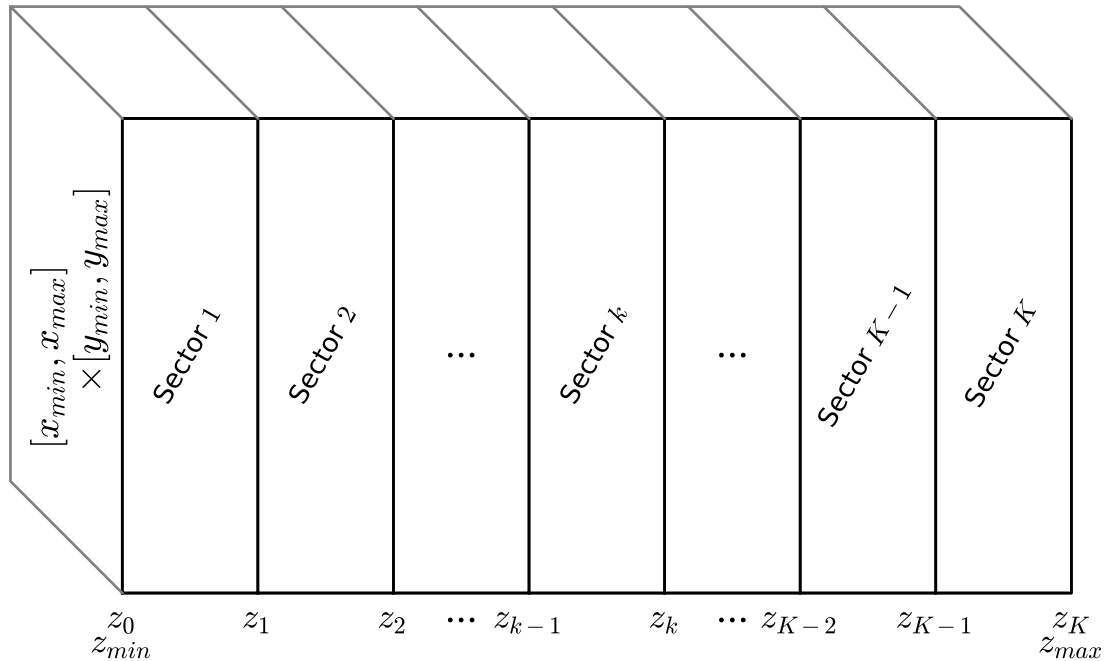 [x_{min}, x_{max}]
×[y_{min}, y_{max}]
Sector 1
Sector 2
...
Sector k
...
Sector K − 1
Sector K
z_0 z_1 z_2 ... z_{k−1} z_k ... z_{K−2} z_{K−1} z_K
z_{min} z_{max}